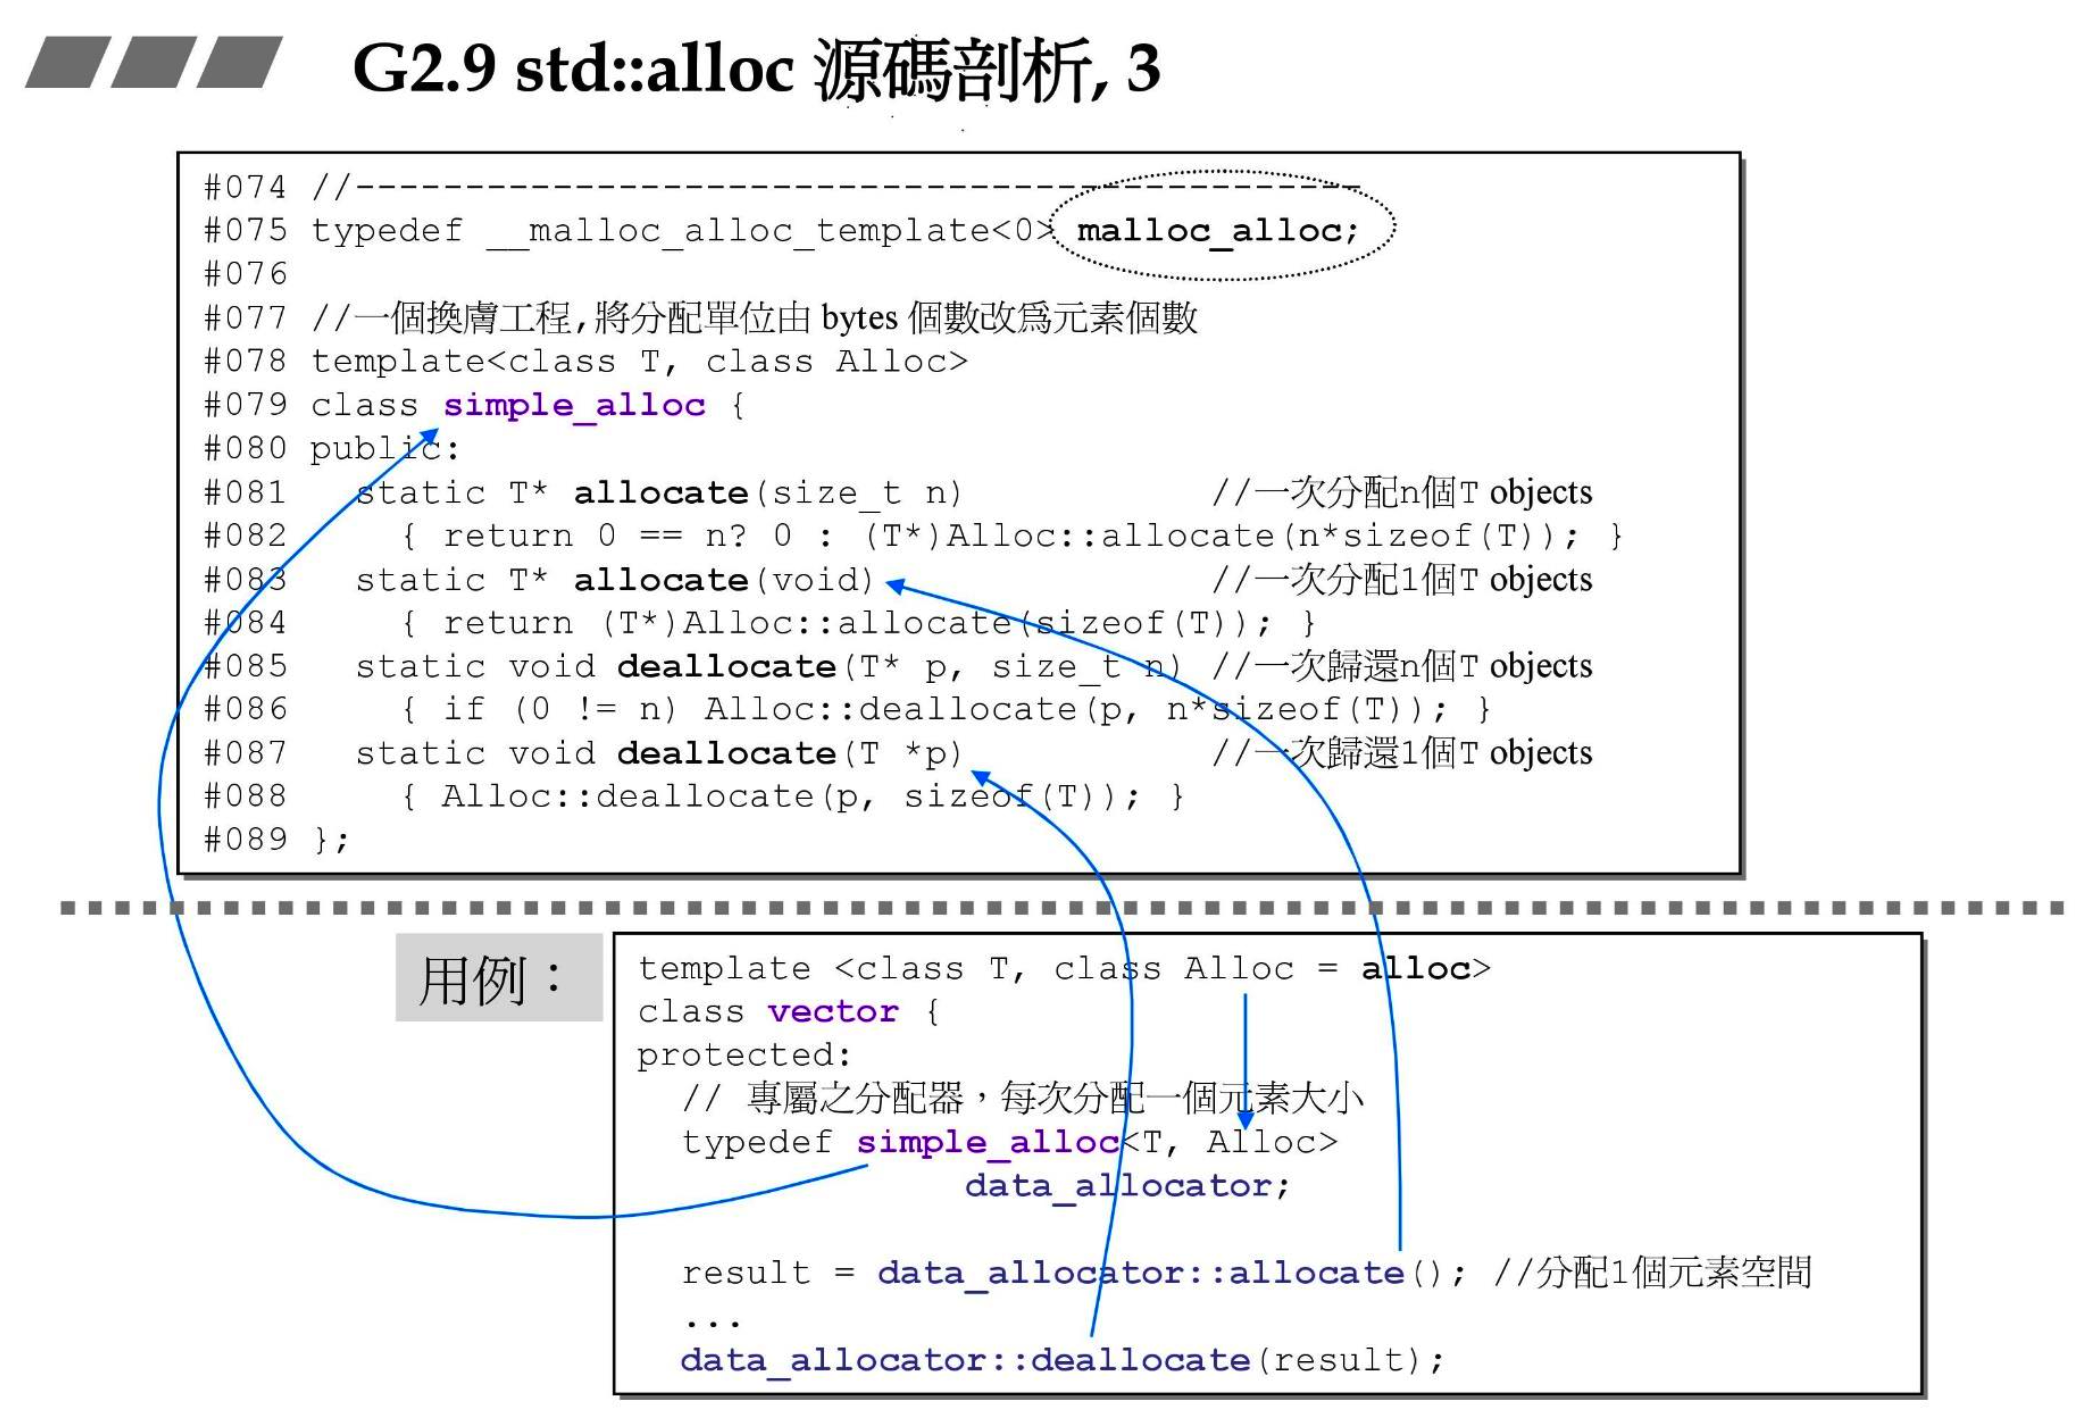 G2.9 std::alloc 源碼剖析, 3
#074 //----------------------------------------------
#075 typedef __malloc_alloc_template<0> malloc_alloc;
#076
#077 //一個換膚工程,將分配單位由 bytes 個數改爲元素個數
#078 template<class T, class Alloc>
#079 class simple_alloc {
#080 public:
#081   static T* allocate(size_t n)           //一次分配n個T objects
#082     { return 0 == n? 0 : (T*)Alloc::allocate(n*sizeof(T)); }
#083   static T* allocate(void)               //一次分配1個T objects
#084     { return (T*)Alloc::allocate(sizeof(T)); }
#085   static void deallocate(T* p, size_t n) //一次歸還n個T objects
#086     { if (0 != n) Alloc::deallocate(p, n*sizeof(T)); }
#087   static void deallocate(T *p)           //一次歸還1個T objects
#088     { Alloc::deallocate(p, sizeof(T)); }
#089 };
用例：
template <class T, class Alloc = alloc>
class vector {
protected:
  // 專屬之分配器，每次分配一個元素大小
  typedef simple_alloc<T, Alloc>
               data_allocator;
  result = data_allocator::allocate(); //分配1個元素空間
  ...
  data_allocator::deallocate(result);